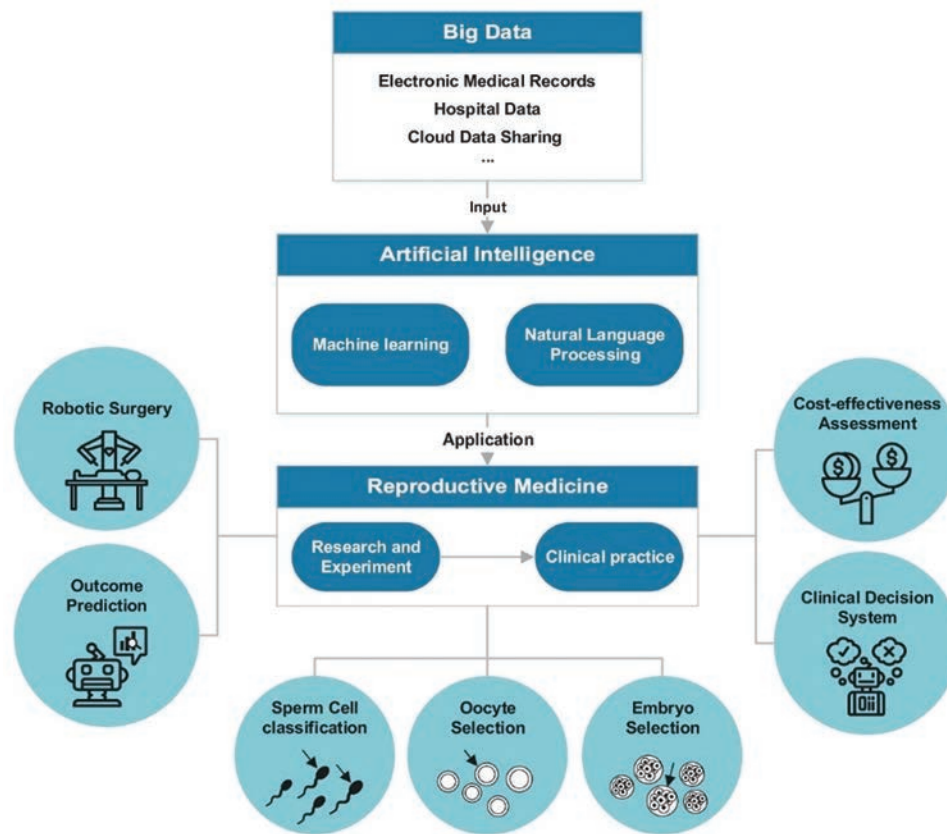 Big Data
Electronic Medical Records
Hospital Data
Cloud Data Sharing
...
Input
Artificial Intelligence
Machine learning
Natural Language
Processing
Application
Robotic Surgery
Cost-effectiveness
Assessment
$
$
Reproductive Medicine
Research and
Experiment
Clinical practice
Outcome
Prediction
Clinical Decision
System
Sperm Cell
classification
Oocyte
Selection
Embryo
Selection